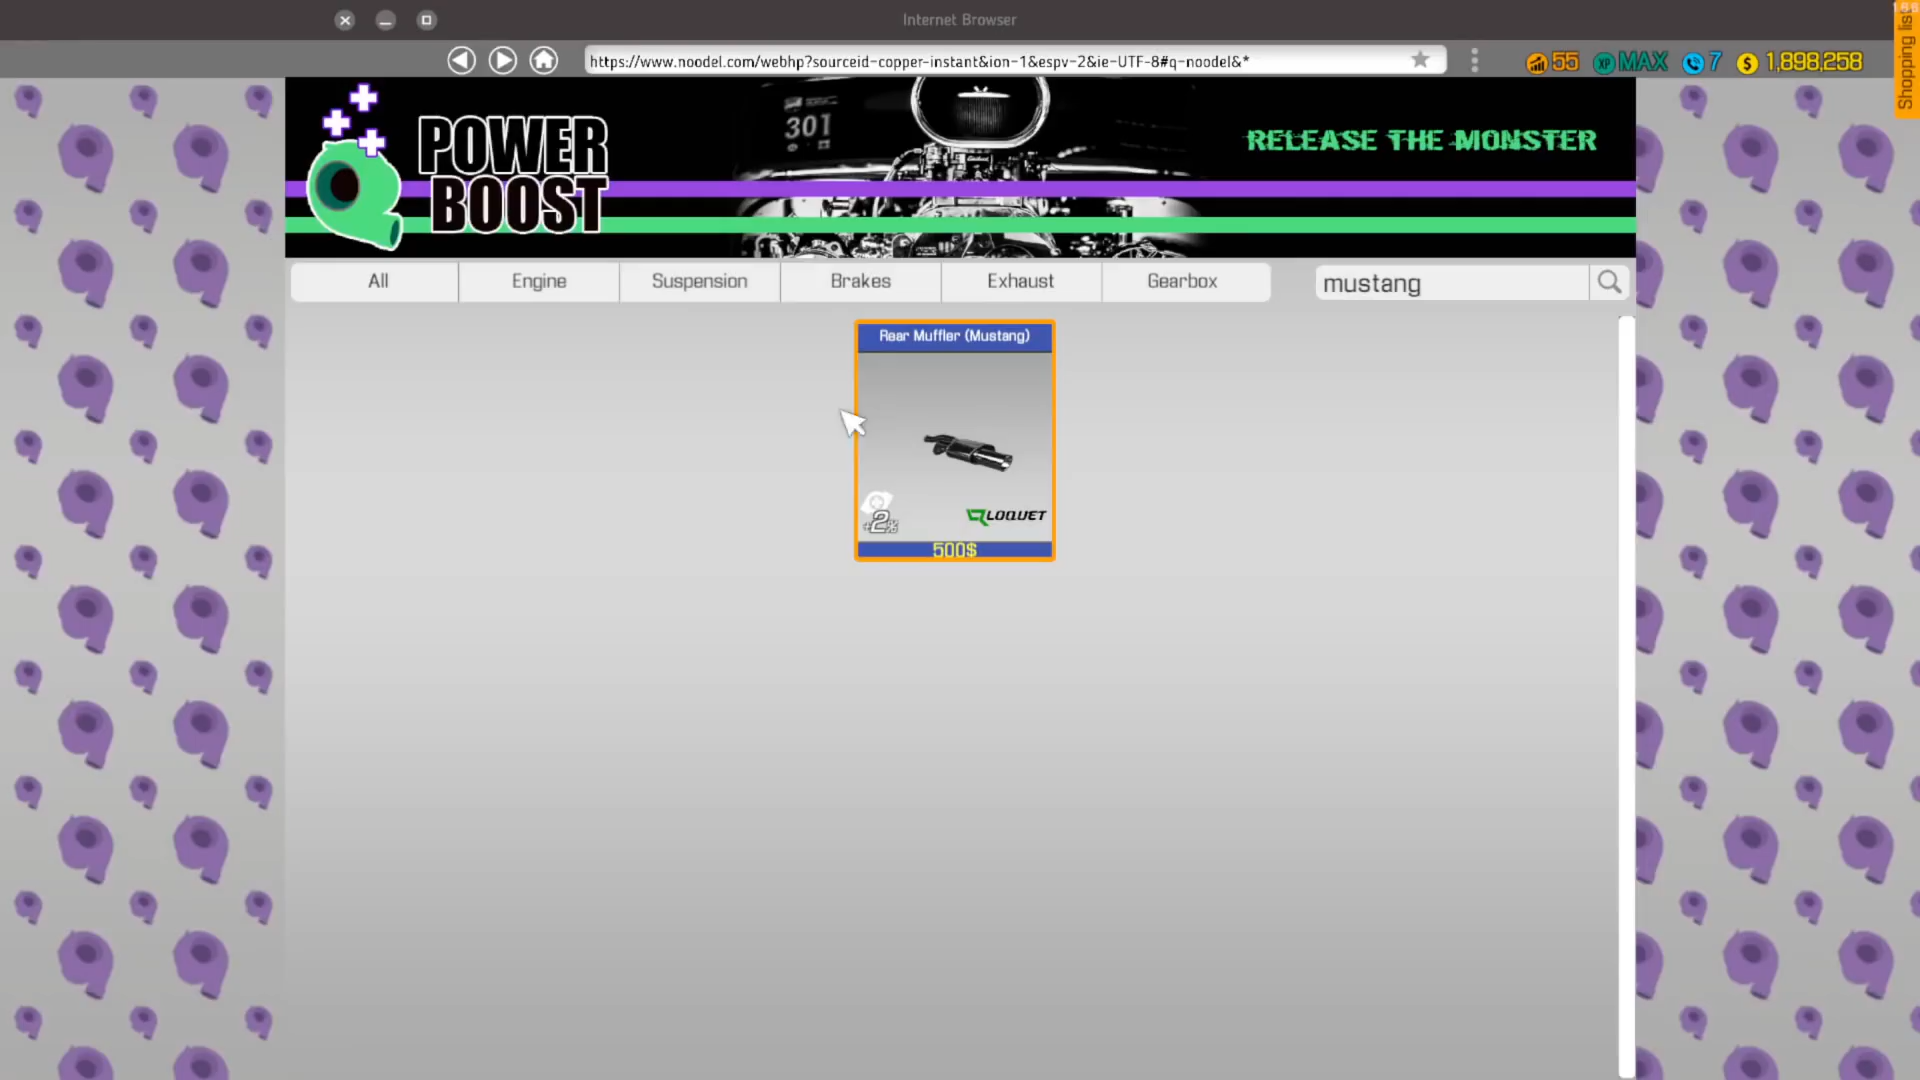 Internet Browser
https://www.noodel.com/webhp?sourceid-copper-instant&ion-1&espv-2&ie-UTF-8#q-noodel&*
55
XP MAX
7
$ 1,898,258
Shopping list
POWER
BOOST
301
RELEASE THE MONSTER
All
Engine
Suspension
Brakes
Exhaust
Gearbox
mustang
Rear Muffler (Mustang)
+2%
LOQUET
500$